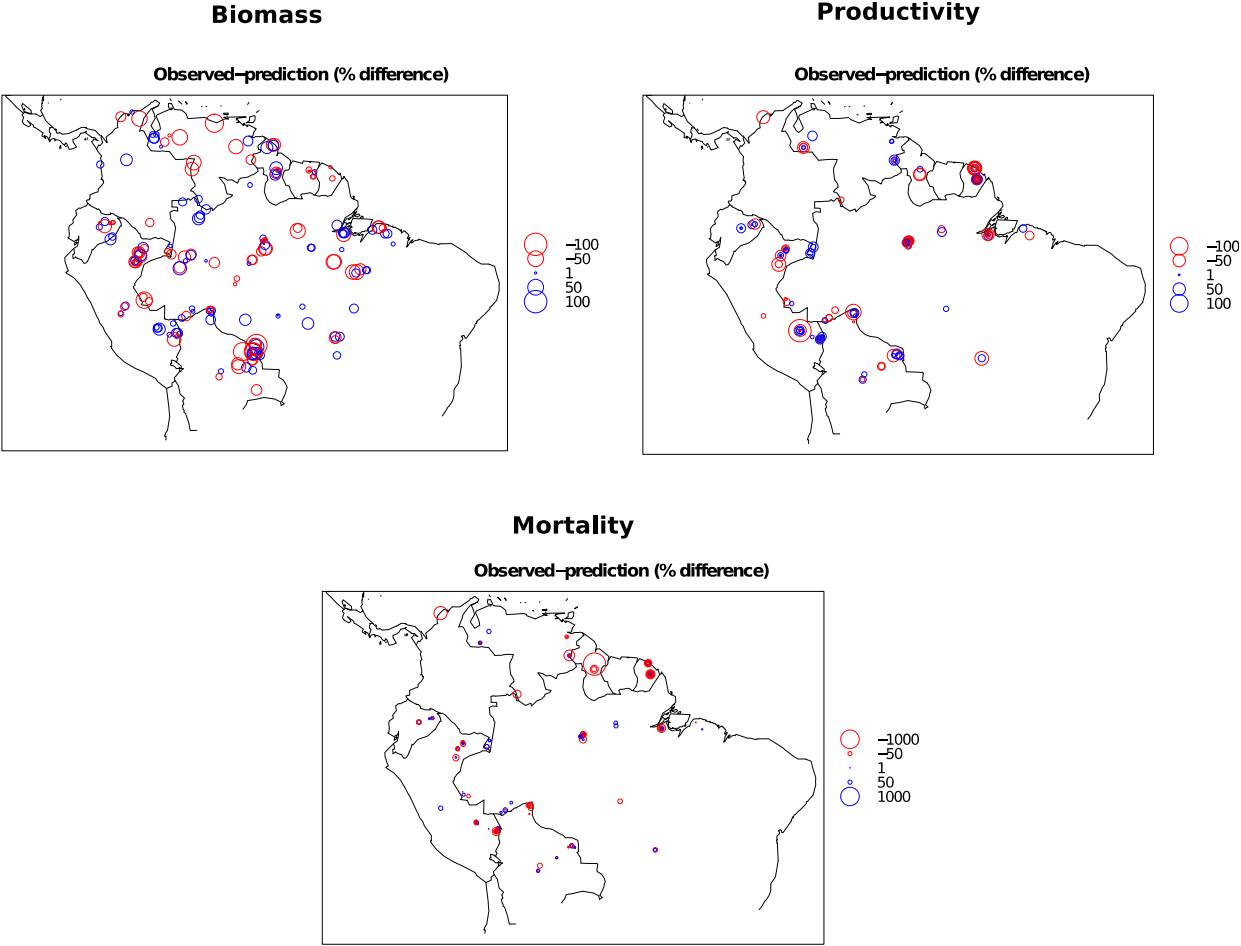 Biomass
Observed−prediction (% difference)
−100
−50
1
50
100
Productivity
Observed−prediction (% difference)
−100
−50
1
50
100
Mortality
Observed−prediction (% difference)
−1000
−50
1
50
1000